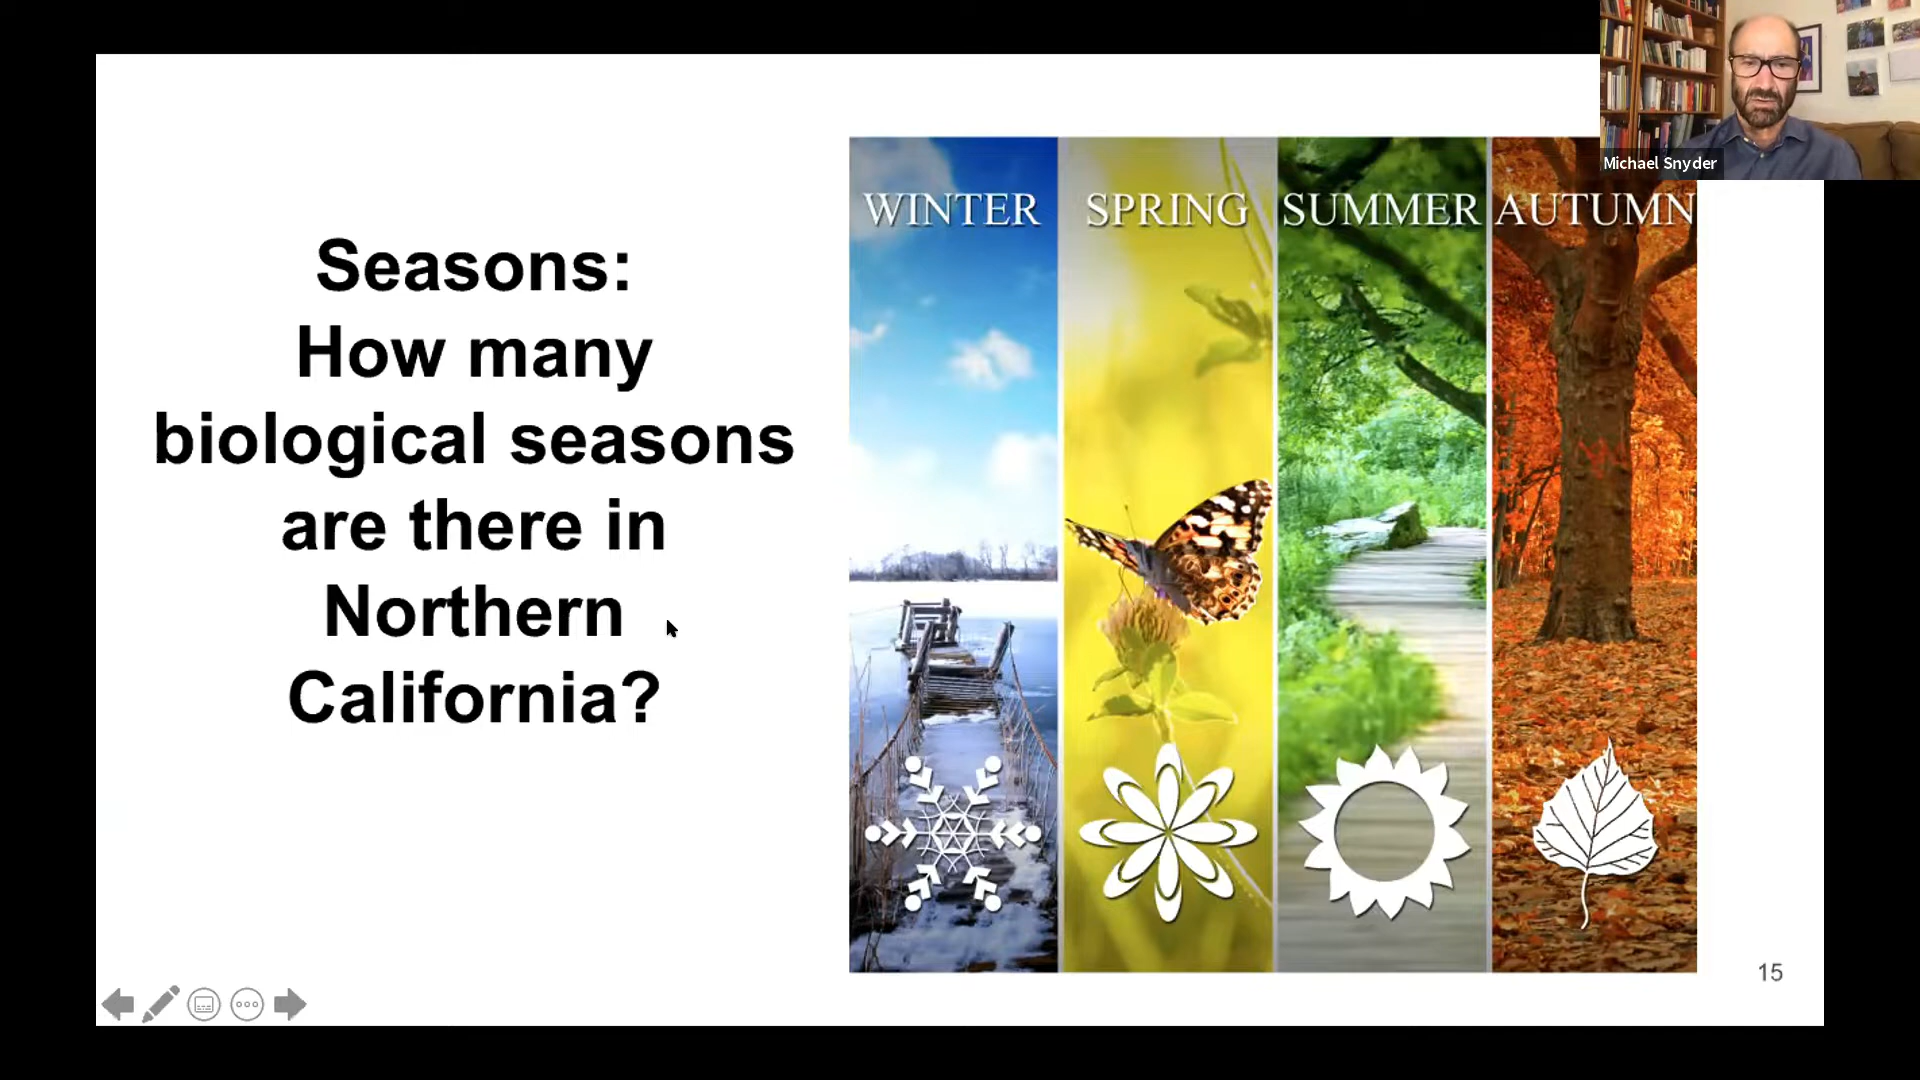 Michael Snyder
WINTER SPRING SUMMER AUTUMN
Seasons:
How many
biological seasons
are there in
Northern
California?
15